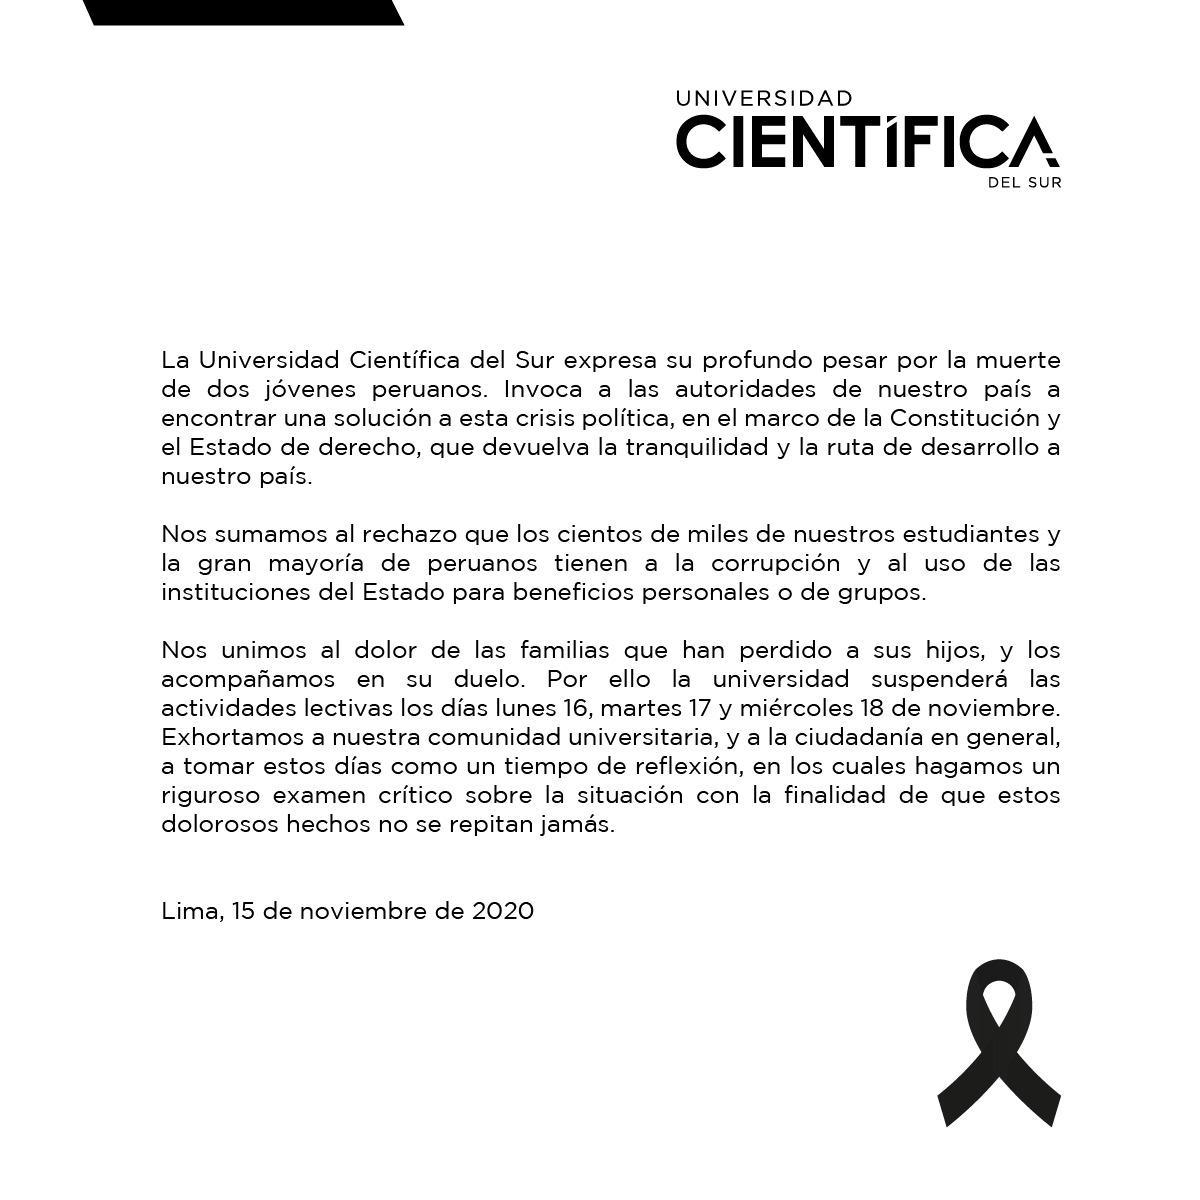 UNIVERSIDAD
CIENTÍFICA
DEL SUR
La Universidad Científica del Sur expresa su profundo pesar por la muerte
de dos jóvenes peruanos. Invoca a las autoridades de nuestro país a
encontrar una solución a esta crisis política, en el marco de la Constitución y
el Estado de derecho, que devuelva la tranquilidad y la ruta de desarrollo a
nuestro país.
Nos sumamos al rechazo que los cientos de miles de nuestros estudiantes y
la gran mayoría de peruanos tienen a la corrupción y al uso de las
instituciones del Estado para beneficios personales o de grupos.
Nos unimos al dolor de las familias que han perdido a sus hijos, y los
acompañamos en su duelo. Por ello la universidad suspenderá las
actividades lectivas los días lunes 16, martes 17 y miércoles 18 de noviembre.
Exhortamos a nuestra comunidad universitaria, y a la ciudadanía en general,
a tomar estos días como un tiempo de reflexión, en los cuales hagamos un
riguroso examen crítico sobre la situación con la finalidad de que estos
dolorosos hechos no se repitan jamás.
Lima, 15 de noviembre de 2020